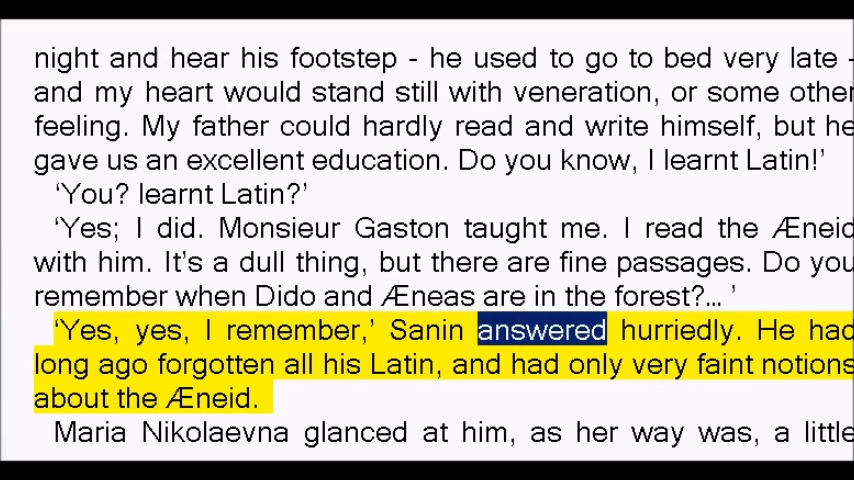 night and hear his footstep - he used to go to bed very late -
and my heart would stand still with veneration, or some other
feeling. My father could hardly read and write himself, but he
gave us an excellent education. Do you know, I learnt Latin!’
‘You? learnt Latin?’
‘Yes; I did. Monsieur Gaston taught me. I read the Æneid
with him. It’s a dull thing, but there are fine passages. Do you
remember when Dido and Æneas are in the forest?... ’
‘Yes, yes, I remember,’ Sanin answered hurriedly. He had
long ago forgotten all his Latin, and had only very faint notions
about the Æneid.
Maria Nikolaevna glanced at him, as her way was, a little